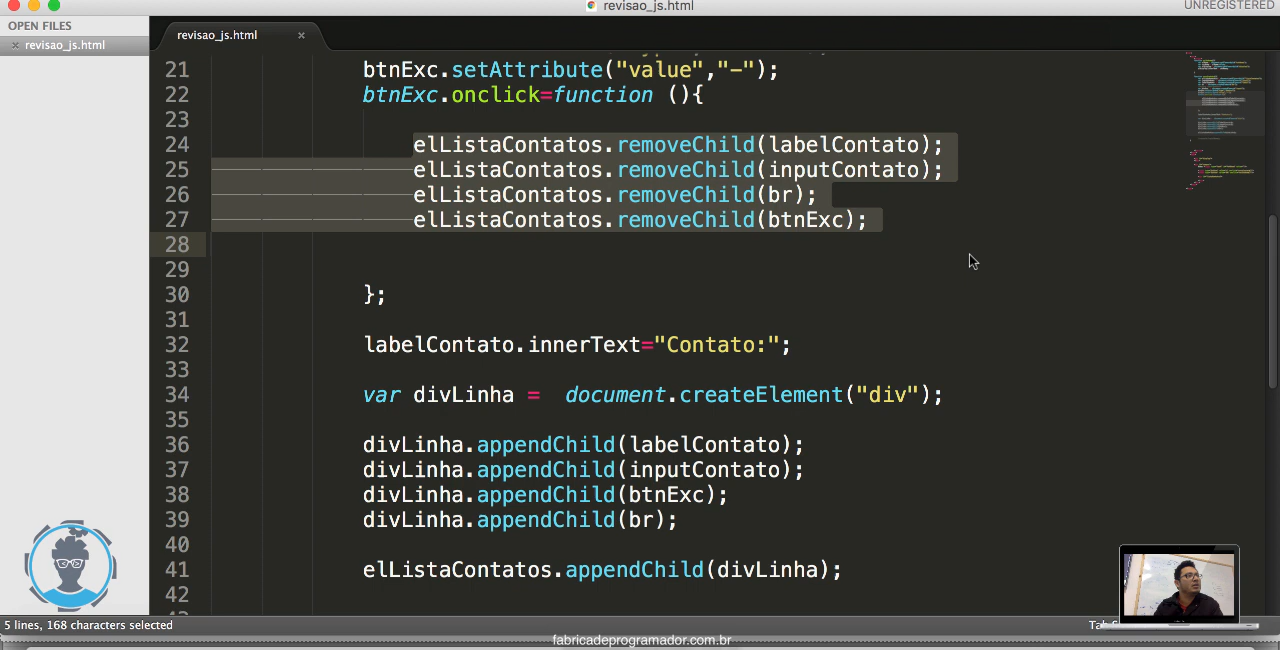 revisao_js.html
UNREGISTERED
OPEN FILES
× revisao_js.html
revisao_js.html ×
21 btnExc.setAttribute("value","-");
22 btnExc.onclick=function (){
23
24 elListaContatos.removeChild(labelContato);
25 elListaContatos.removeChild(inputContato);
26 elListaContatos.removeChild(br);
27 elListaContatos.removeChild(btnExc);
28
29
30 };
31
32 labelContato.innerText="Contato:";
33
34 var divLinha =  document.createElement("div");
35
36 divLinha.appendChild(labelContato);
37 divLinha.appendChild(inputContato);
38 divLinha.appendChild(btnExc);
39 divLinha.appendChild(br);
40
41 elListaContatos.appendChild(divLinha);
42
5 lines, 168 characters selected
fabricadeprogramador.com.br